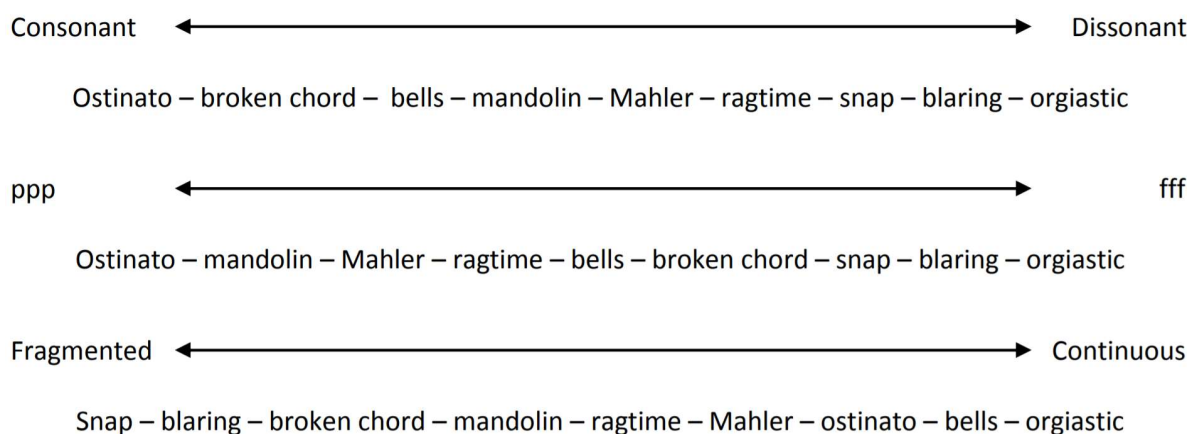 Consonant Dissonant
Ostinato – broken chord – bells – mandolin – Mahler – ragtime – snap – blaring – orgiastic
ppp fff
Ostinato – mandolin – Mahler – ragtime – bells – broken chord – snap – blaring – orgiastic
Fragmented Continuous
Snap – blaring – broken chord – mandolin – ragtime – Mahler – ostinato – bells – orgiastic